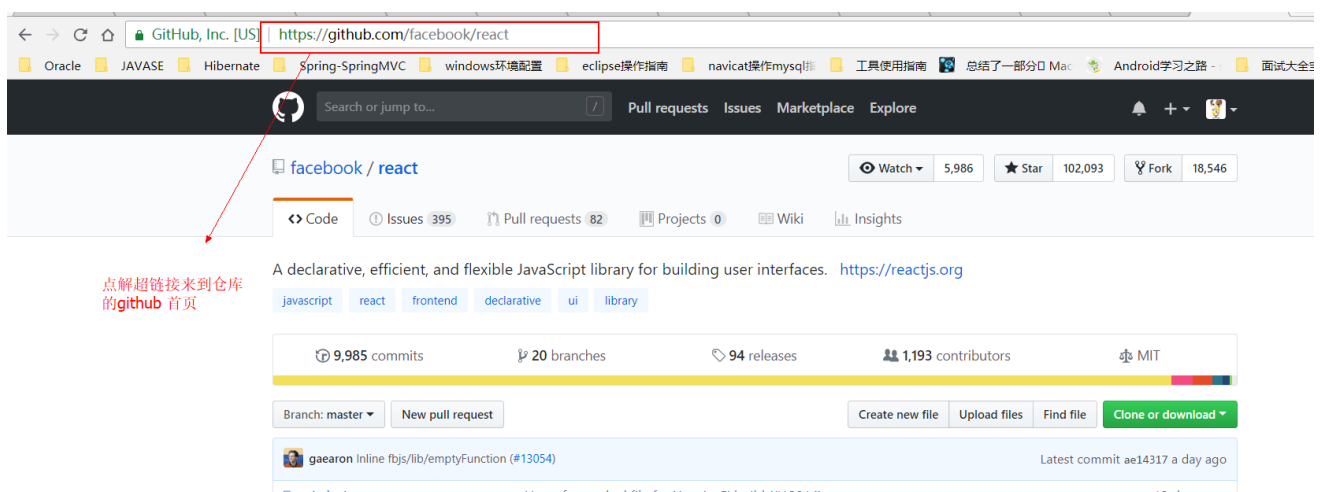 GitHub, Inc. [US] https://github.com/facebook/react
Oracle JAVASE Hibernate Spring-SpringMVC windows环境配置 eclipse操作指南 navicat操作mysql 工具使用指南 总结了一部分 Mac Android学习之路 - 面试大全
Search or jump to... / Pull requests Issues Marketplace Explore
facebook / react Watch 5,986 Star 102,093 Fork 18,546
Code Issues 395 Pull requests 82 Projects 0 Wiki Insights
点解超链接来到仓库
的github 首页
A declarative, efficient, and flexible JavaScript library for building user interfaces. https://reactjs.org
javascript react frontend declarative ui library
9,985 commits 20 branches 94 releases 1,193 contributors MIT
Branch: master New pull request Create new file Upload files Find file Clone or download
gaearon Inline fbjs/lib/emptyFunction (#13054) Latest commit ae14317 a day ago